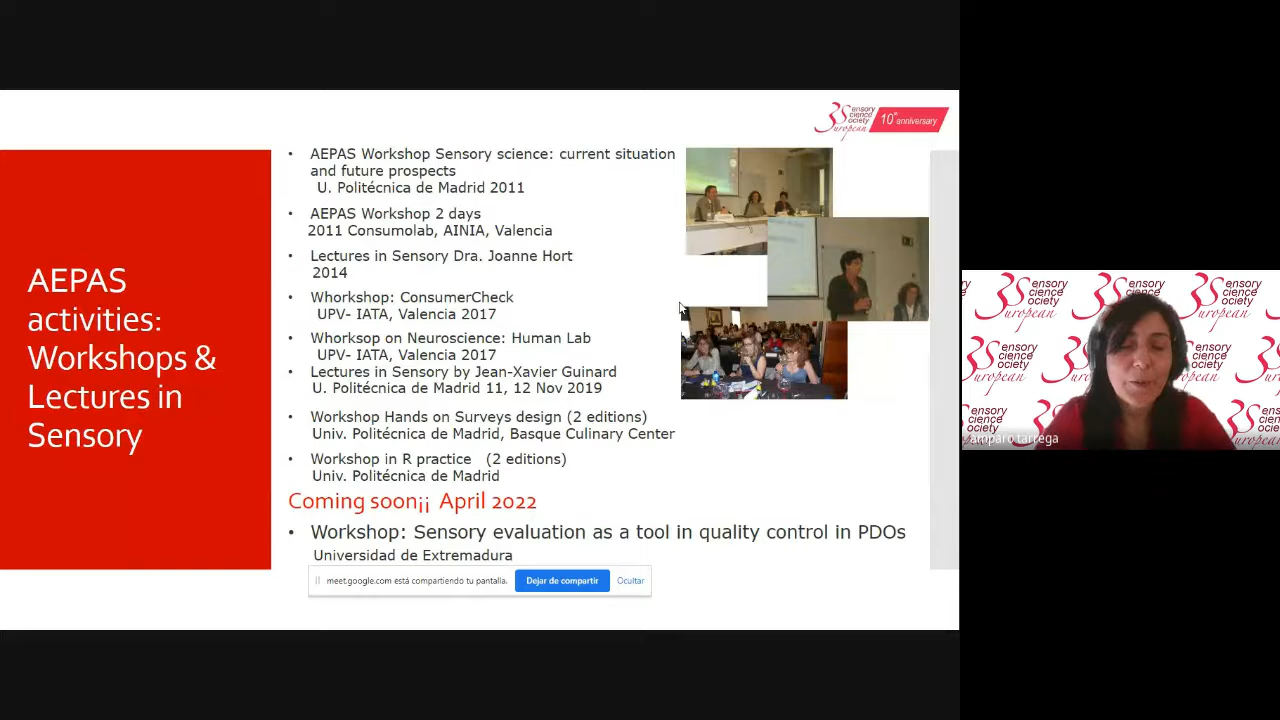 3S ensory
cience
ociety
uropean
10th anniversary
AEPAS
activities:
Workshops &
Lectures in
Sensory
• AEPAS Workshop Sensory science: current situation
and future prospects
U. Politécnica de Madrid 2011
• AEPAS Workshop 2 days
2011 Consumolab, AINIA, Valencia
• Lectures in Sensory Dra. Joanne Hort
2014
• Whorkshop: ConsumerCheck
UPV- IATA, Valencia 2017
• Whorksop on Neuroscience: Human Lab
UPV- IATA, Valencia 2017
• Lectures in Sensory by Jean-Xavier Guinard
U. Politécnica de Madrid 11, 12 Nov 2019
• Workshop Hands on Surveys design (2 editions)
Univ. Politécnica de Madrid, Basque Culinary Center
• Workshop in R practice (2 editions)
Univ. Politécnica de Madrid
Coming soon¡¡ April 2022
• Workshop: Sensory evaluation as a tool in quality control in PDOs
Universidad de Extremadura
meet.google.com está compartiendo tu pantalla.
Dejar de compartir
Ocultar
amparo tarrega